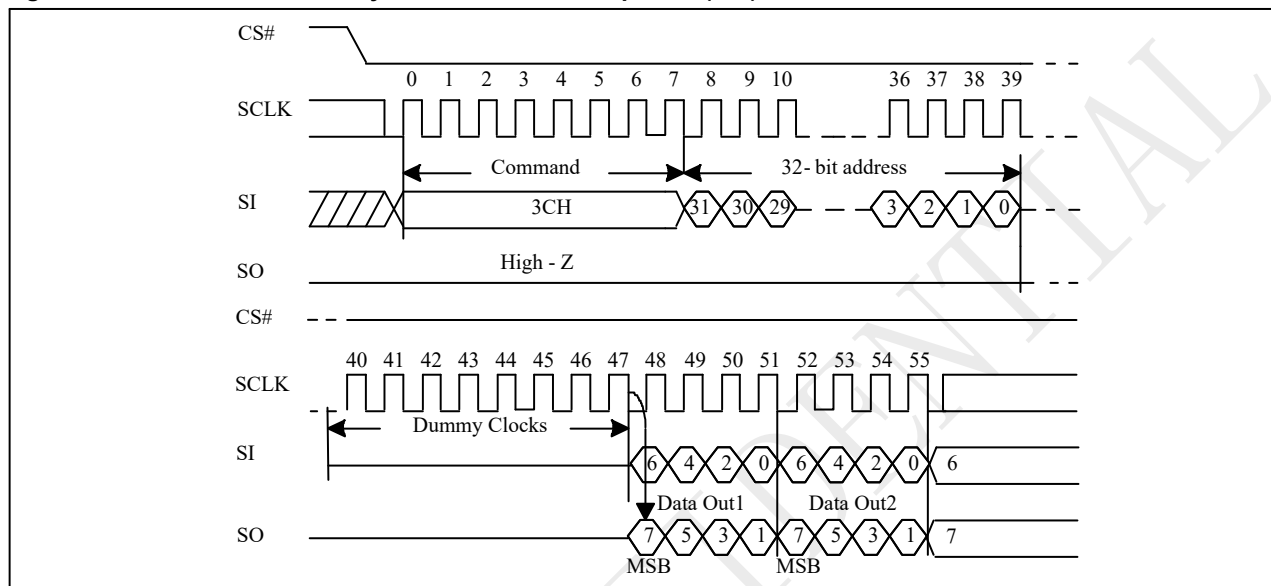 CS#
0 1 2 3 4 5 6 7 8 9 10 36 37 38 39
SCLK
Command 32- bit address
SI 3CH 31 30 29 3 2 1 0
High - Z
SO
CS#
40 41 42 43 44 45 46 47 48 49 50 51 52 53 54 55
SCLK
Dummy Clocks
SI 6 4 2 0 6 4 2 0 6
Data Out1 Data Out2
SO 7 5 3 1 7 5 3 1 7
MSB MSB